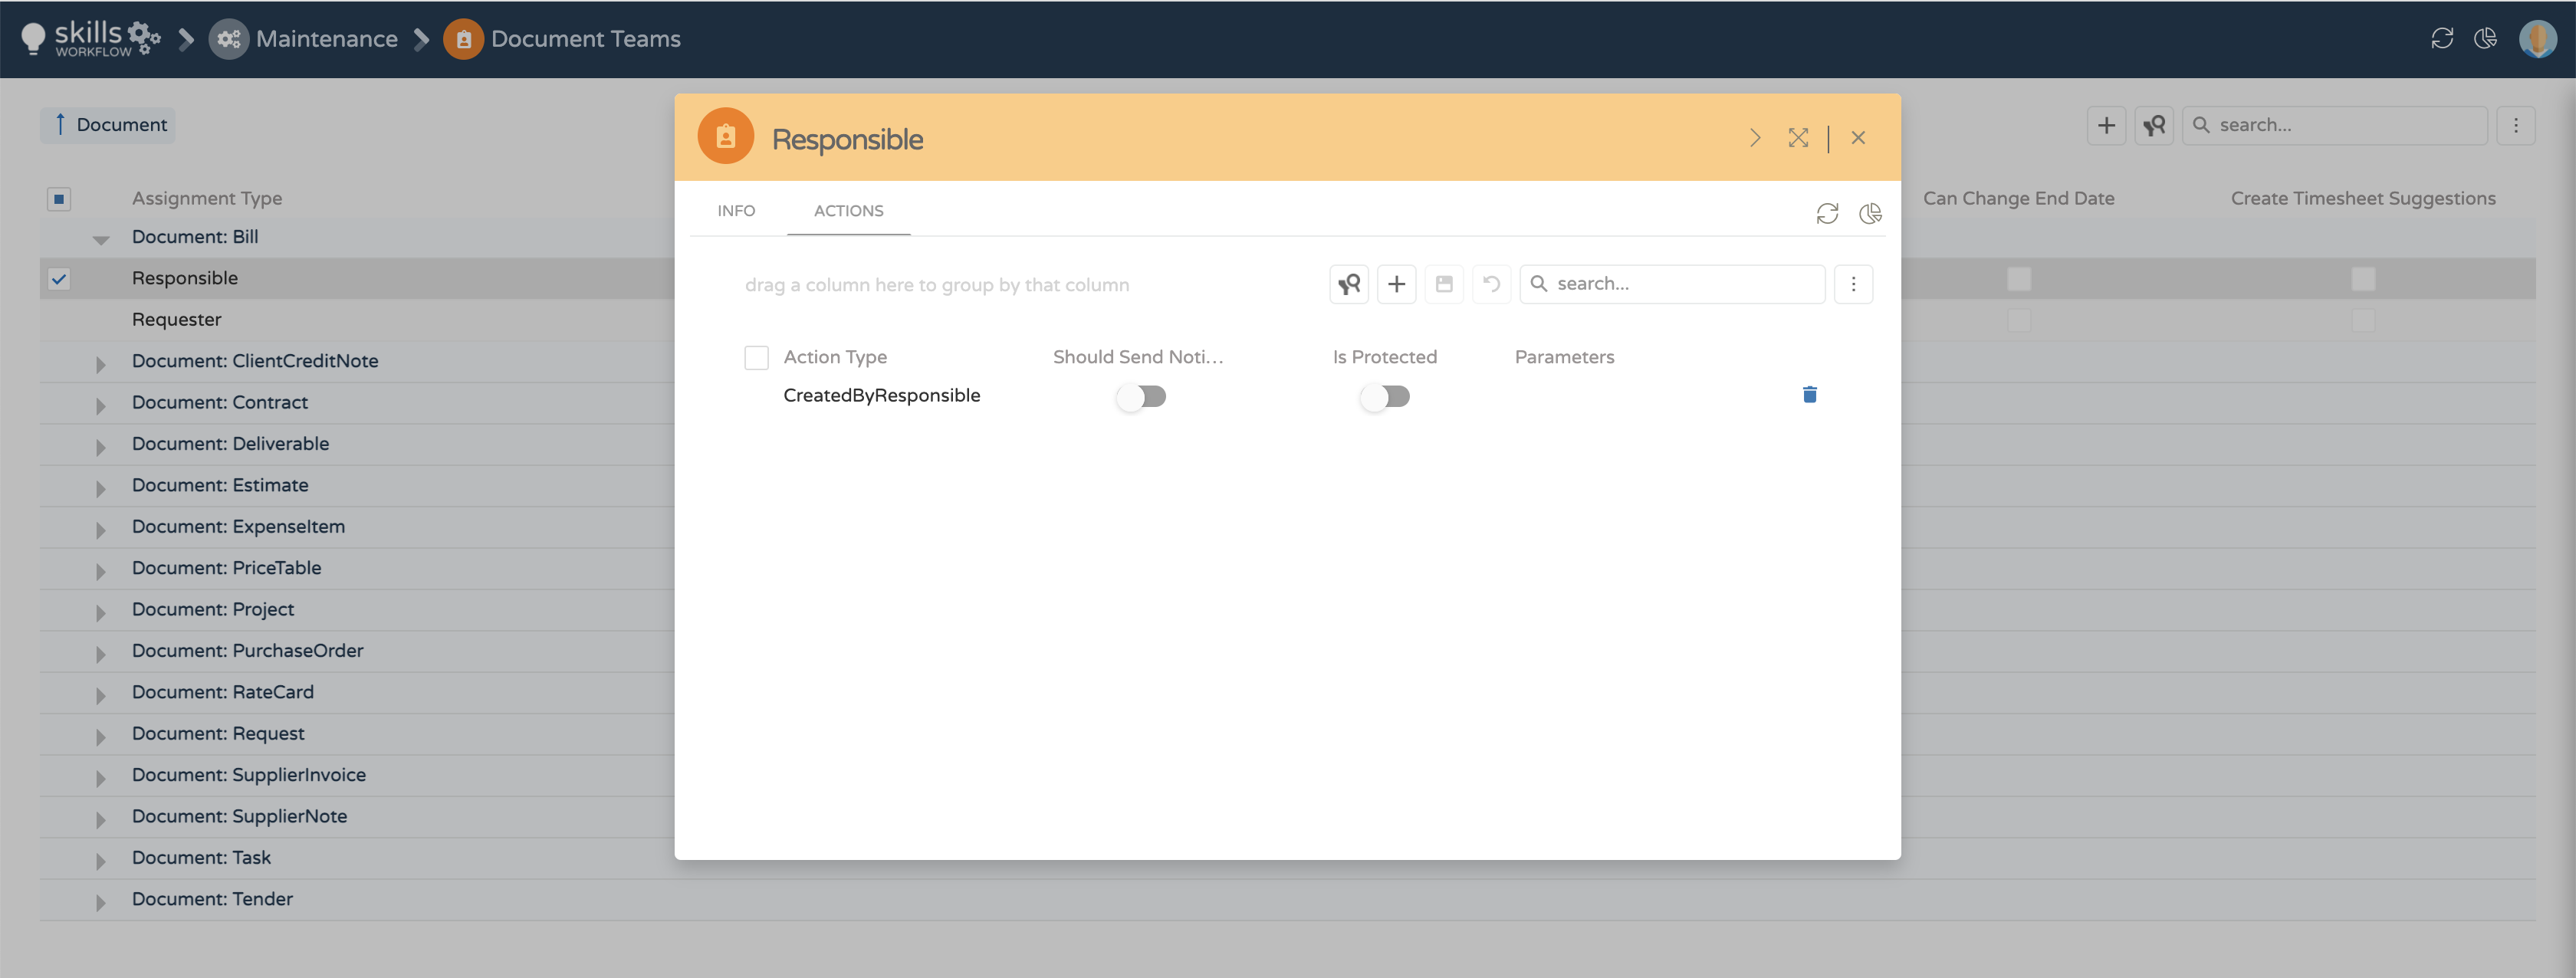 skills
WORKFLOW
Maintenance
Document Teams
Document
search...
Assignment Type
Can Change End Date
Create Timesheet Suggestions
Document: Bill
Responsible
Requester
Document: ClientCreditNote
Document: Contract
Document: Deliverable
Document: Estimate
Document: ExpenseItem
Document: PriceTable
Document: Project
Document: PurchaseOrder
Document: RateCard
Document: Request
Document: SupplierInvoice
Document: SupplierNote
Document: Task
Document: Tender
Responsible
INFO
ACTIONS
drag a column here to group by that column
search...
Action Type
Should Send Noti...
Is Protected
Parameters
CreatedByResponsible